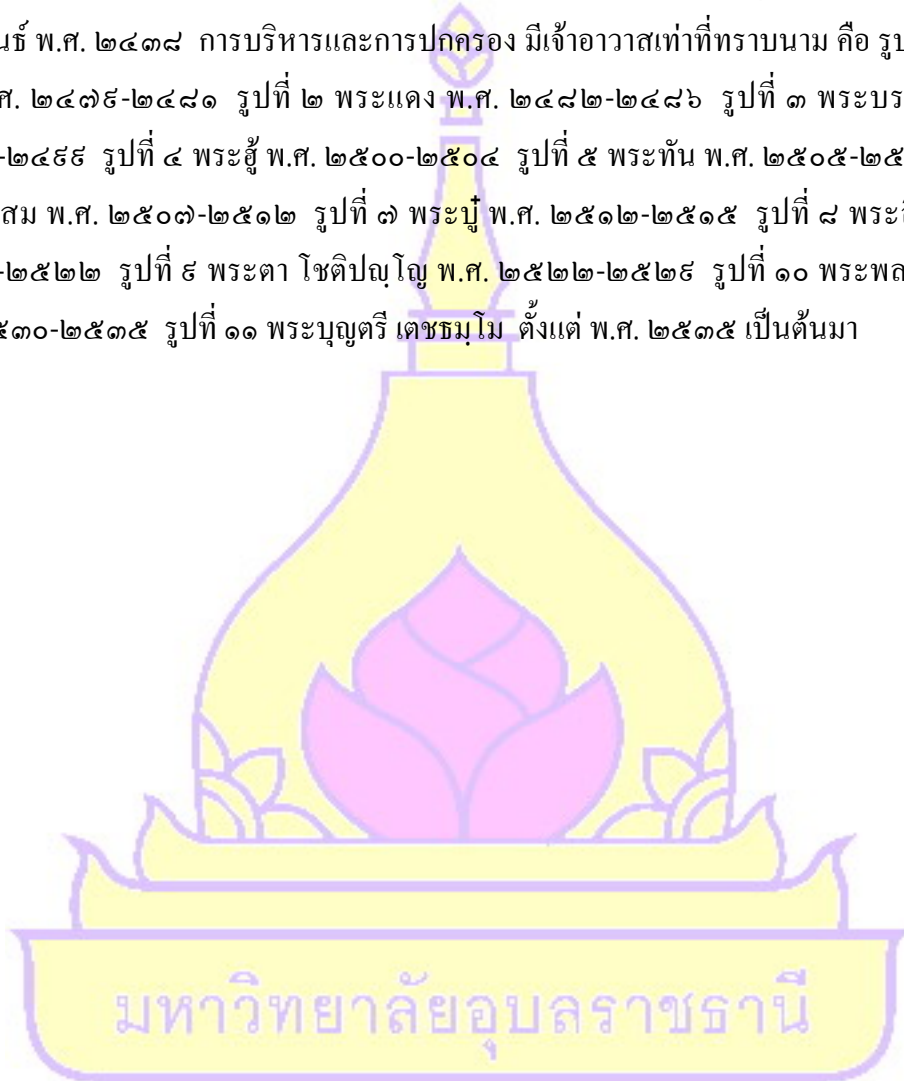 นธ์ พ.ศ. ๒๔๓๘ การบริหารและการปกครอง มีเจ้าอาวาสเท่าที่ทราบนาม คือ รูป
ศ. ๒๔๗๙-๒๔๘๑ รูปที่ ๒ พระแดง พ.ศ. ๒๔๘๒-๒๔๘๖ รูปที่ ๓ พระบร
-๒๔๙๙ รูปที่ ๔ พระฮู้ พ.ศ. ๒๕๐๐-๒๕๐๔ รูปที่ ๕ พระทัน พ.ศ. ๒๕๐๕-๒๕
สม พ.ศ. ๒๕๐๗-๒๕๑๒ รูปที่ ๗ พระบู๋ พ.ศ. ๒๕๑๒-๒๕๑๕ รูปที่ ๘ พระ
-๒๕๒๒ รูปที่ ๙ พระตา โชติปญฺโญ พ.ศ. ๒๕๒๒-๒๕๒๙ รูปที่ ๑๐ พระพล
๕๓๐-๒๕๓๕ รูปที่ ๑๑ พระบุญตรี เตชธมฺโม ตั้งแต่ พ.ศ. ๒๕๓๕ เป็นต้นมา
มหาวิทยาลัยอุบลราชธานี